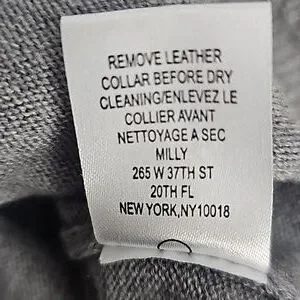 REMOVE LEATHER
COLLAR BEFORE DRY
CLEANING/ENLEVEZ LE
COLLIER AVANT
NETTOYAGE A SEC
MILLY
265 W 37TH ST
20TH FL
NEW YORK,NY10018